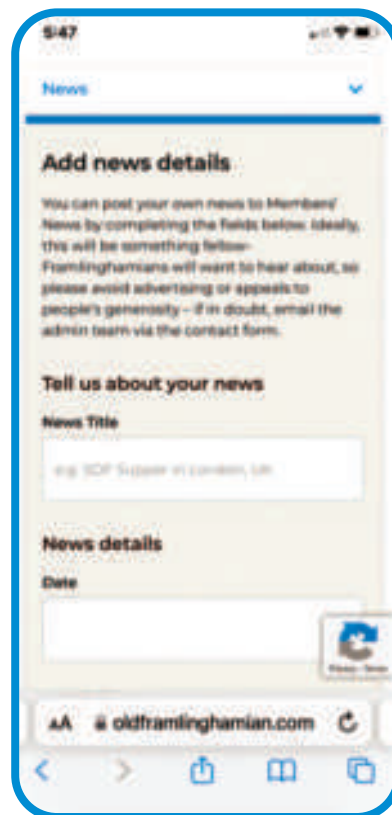 5:47
News
Add news details
You can post your own news to Members'
News by completing the fields below. Ideally,
this will be something fellow-
Framlinghamians will want to hear about, so
please avoid advertising or appeals to
people's generosity – if in doubt, email the
admin team via the contact form.
Tell us about your news
News Title
e.g. SOF Supper in London, UK
News details
Date
Privacy - Terms
AA oldframlinghamian.com